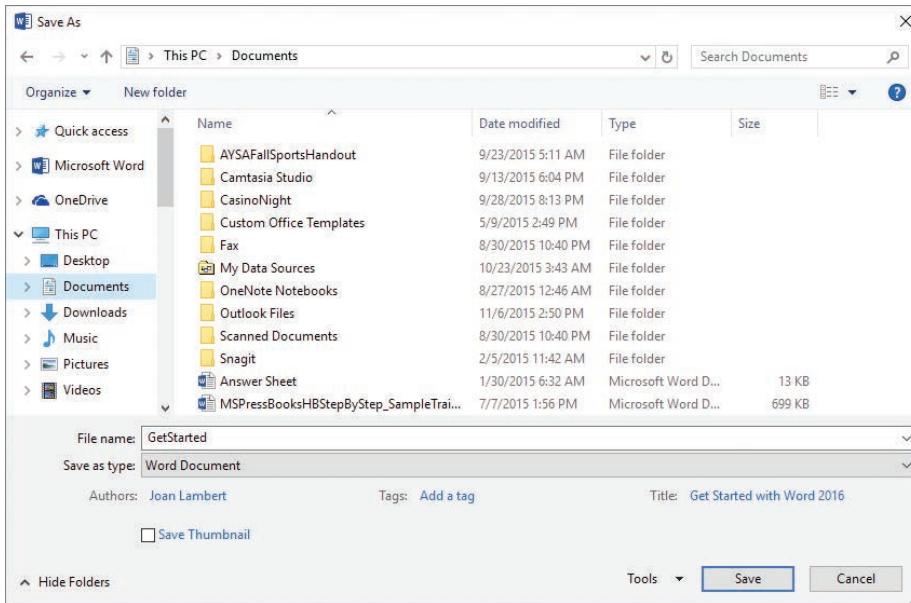 Save As
This PC > Documents
Search Documents
Organize
New folder
Name Date modified Type Size
Quick access
Microsoft Word
OneDrive
This PC
Desktop
Documents
Downloads
Music
Pictures
Videos
AYSAFallSportsHandout 9/23/2015 5:11 AM File folder
Camtasia Studio 9/13/2015 6:04 PM File folder
CasinoNight 9/28/2015 8:13 PM File folder
Custom Office Templates 5/9/2015 2:49 PM File folder
Fax 8/30/2015 10:40 PM File folder
My Data Sources 10/23/2015 3:43 AM File folder
OneNote Notebooks 8/27/2015 12:46 AM File folder
Outlook Files 11/6/2015 2:50 PM File folder
Scanned Documents 8/30/2015 10:40 PM File folder
Snagit 2/5/2015 11:42 AM File folder
Answer Sheet 1/30/2015 6:32 AM Microsoft Word D... 13 KB
MSPressBooksHBStepByStep_SampleTrai... 7/7/2015 1:56 PM Microsoft Word D... 699 KB
File name: GetStarted
Save as type: Word Document
Authors: Joan Lambert Tags: Add a tag Title: Get Started with Word 2016
Save Thumbnail
Hide Folders
Tools Save Cancel